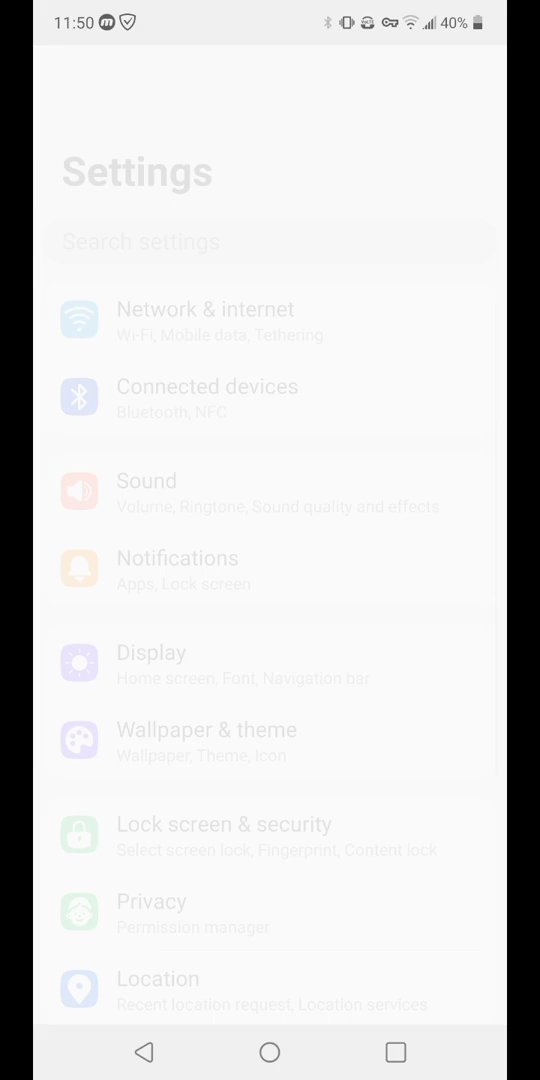 11:50 40%
Settings
Search settings
Network & internet
Wi-Fi, Mobile data, Tethering
Connected devices
Bluetooth, NFC
Sound
Volume, Ringtone, Sound quality and effects
Notifications
Apps, Lock screen
Display
Home screen, Font, Navigation bar
Wallpaper & theme
Wallpaper, Theme, Icon
Lock screen & security
Select screen lock, Fingerprint, Content lock
Privacy
Permission manager
Location
Recent location request, Location services